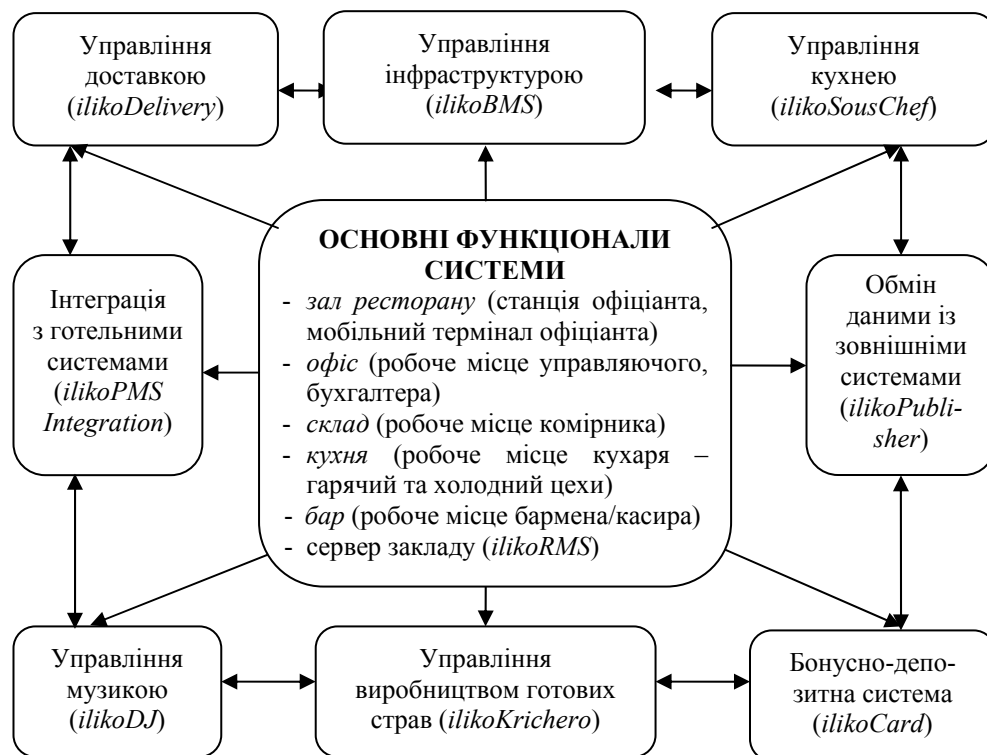 Управління
доставкою
(ilikoDelivery)
Управління
інфраструктурою
(ilikoBMS)
Управління
кухнею
(ilikoSousChef)
Інтеграція
з готельними
системами
(ilikoPMS
Integration)
ОСНОВНІ ФУНКЦІОНАЛИ
СИСТЕМИ
- зал ресторану (станція офіціанта,
мобільний термінал офіціанта)
- офіс (робоче місце управляючого,
бухгалтера)
- склад (робоче місце комірника)
- кухня (робоче місце кухаря –
гарячий та холодний цехи)
- бар (робоче місце бармена/касира)
- сервер закладу (ilikoRMS)
Обмін
даними із
зовнішніми
системами
(ilikoPubli-
sher)
Управління
музикою
(ilikoDJ)
Управління
виробництвом готових
страв (ilikoKrichero)
Бонусно-депо-
зитна система
(ilikoCard)